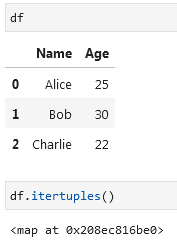 df
Name Age
0 Alice 25
1 Bob 30
2 Charlie 22
df.itertuples()
<map at 0x208ec816be0>